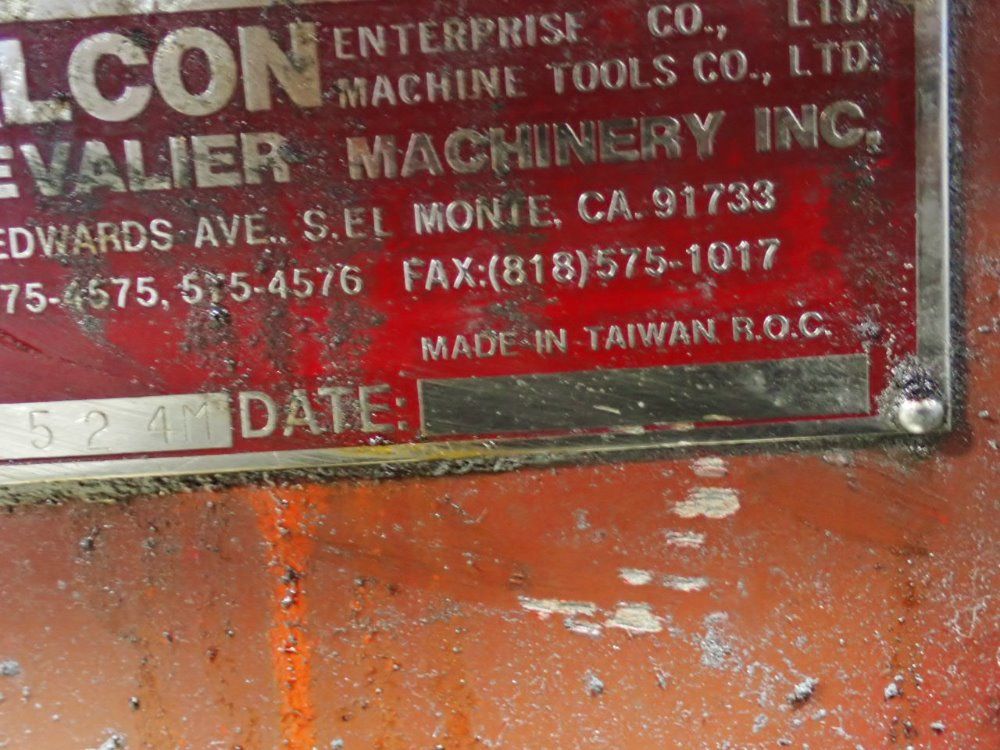 LCON ENTERPRISE CO., LTD.
MACHINE TOOLS CO., LTD.
EVALIER MACHINERY INC,
EDWARDS AVE., S.EL MONTE, CA. 91733
75-4575, 575-4576 FAX:(818)575-1017
MADE IN TAIWAN R.O.C.
524M DATE: